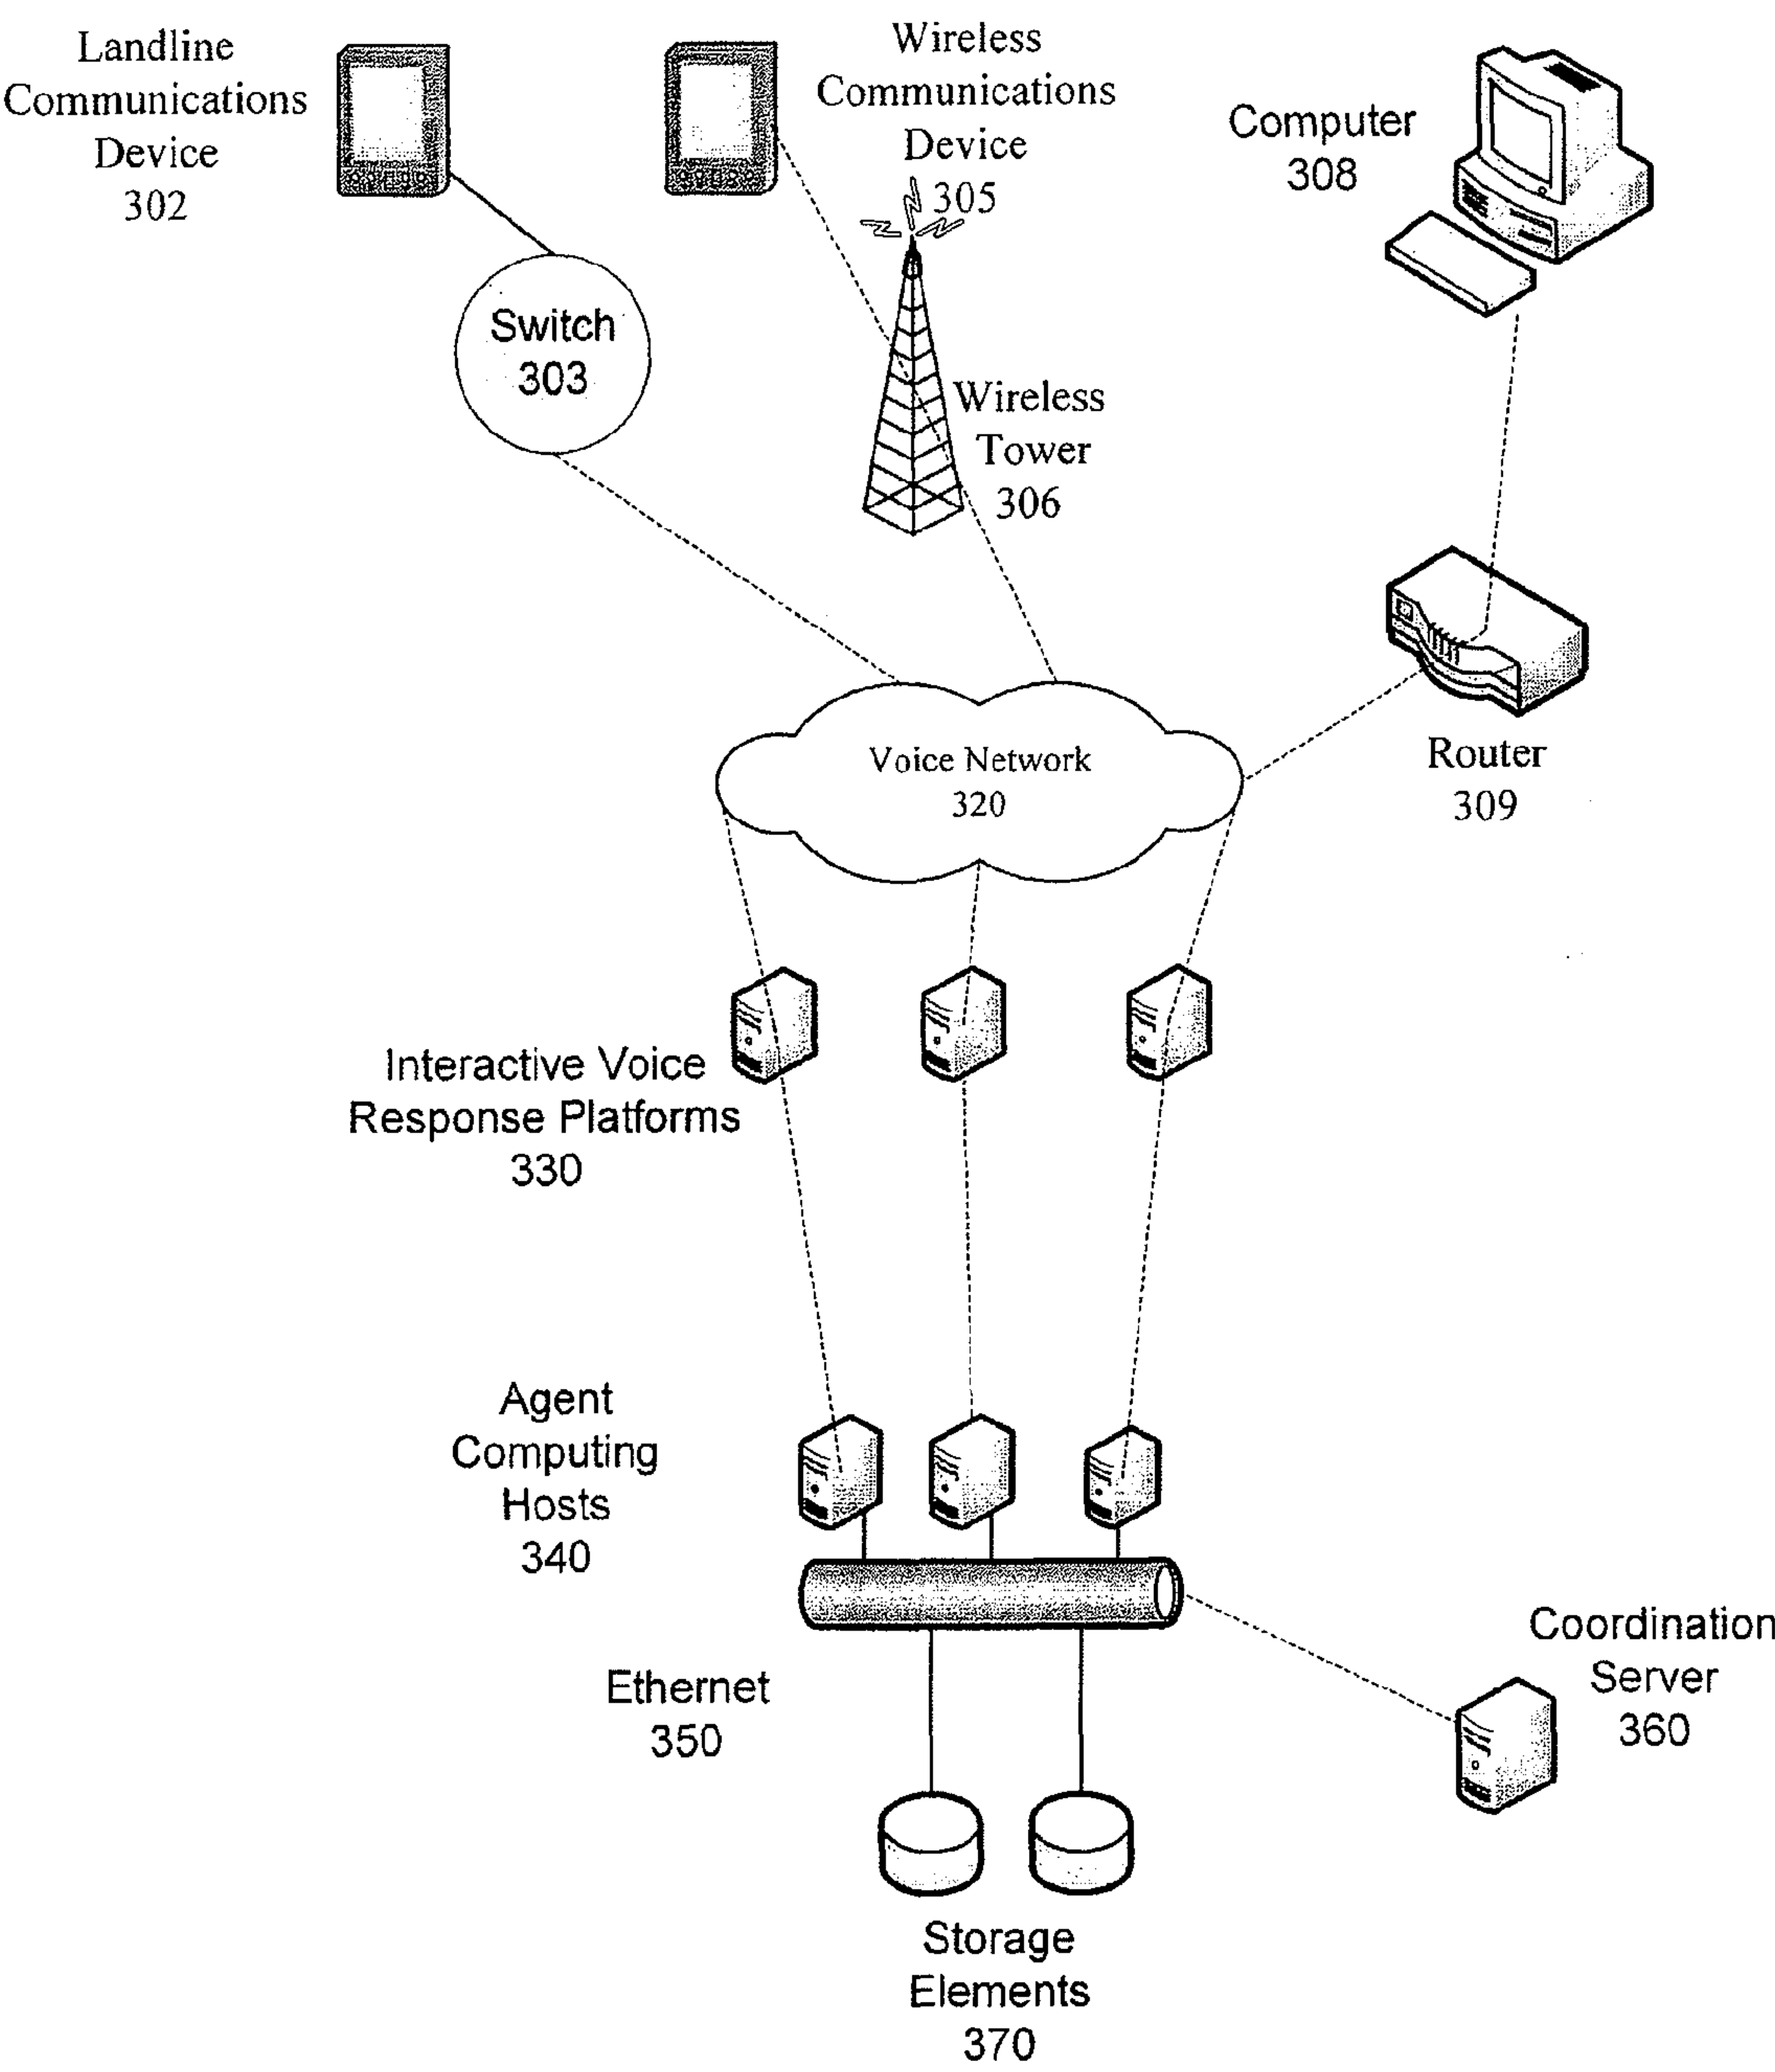 Landline
Communications
Device
302
Wireless
Communications
Device
305
Computer
308
Switch
303
Wireless
Tower
306
Router
309
Voice Network
320
Interactive Voice
Response Platforms
330
Agent
Computing
Hosts
340
Ethernet
350
Coordination
Server
360
Storage
Elements
370